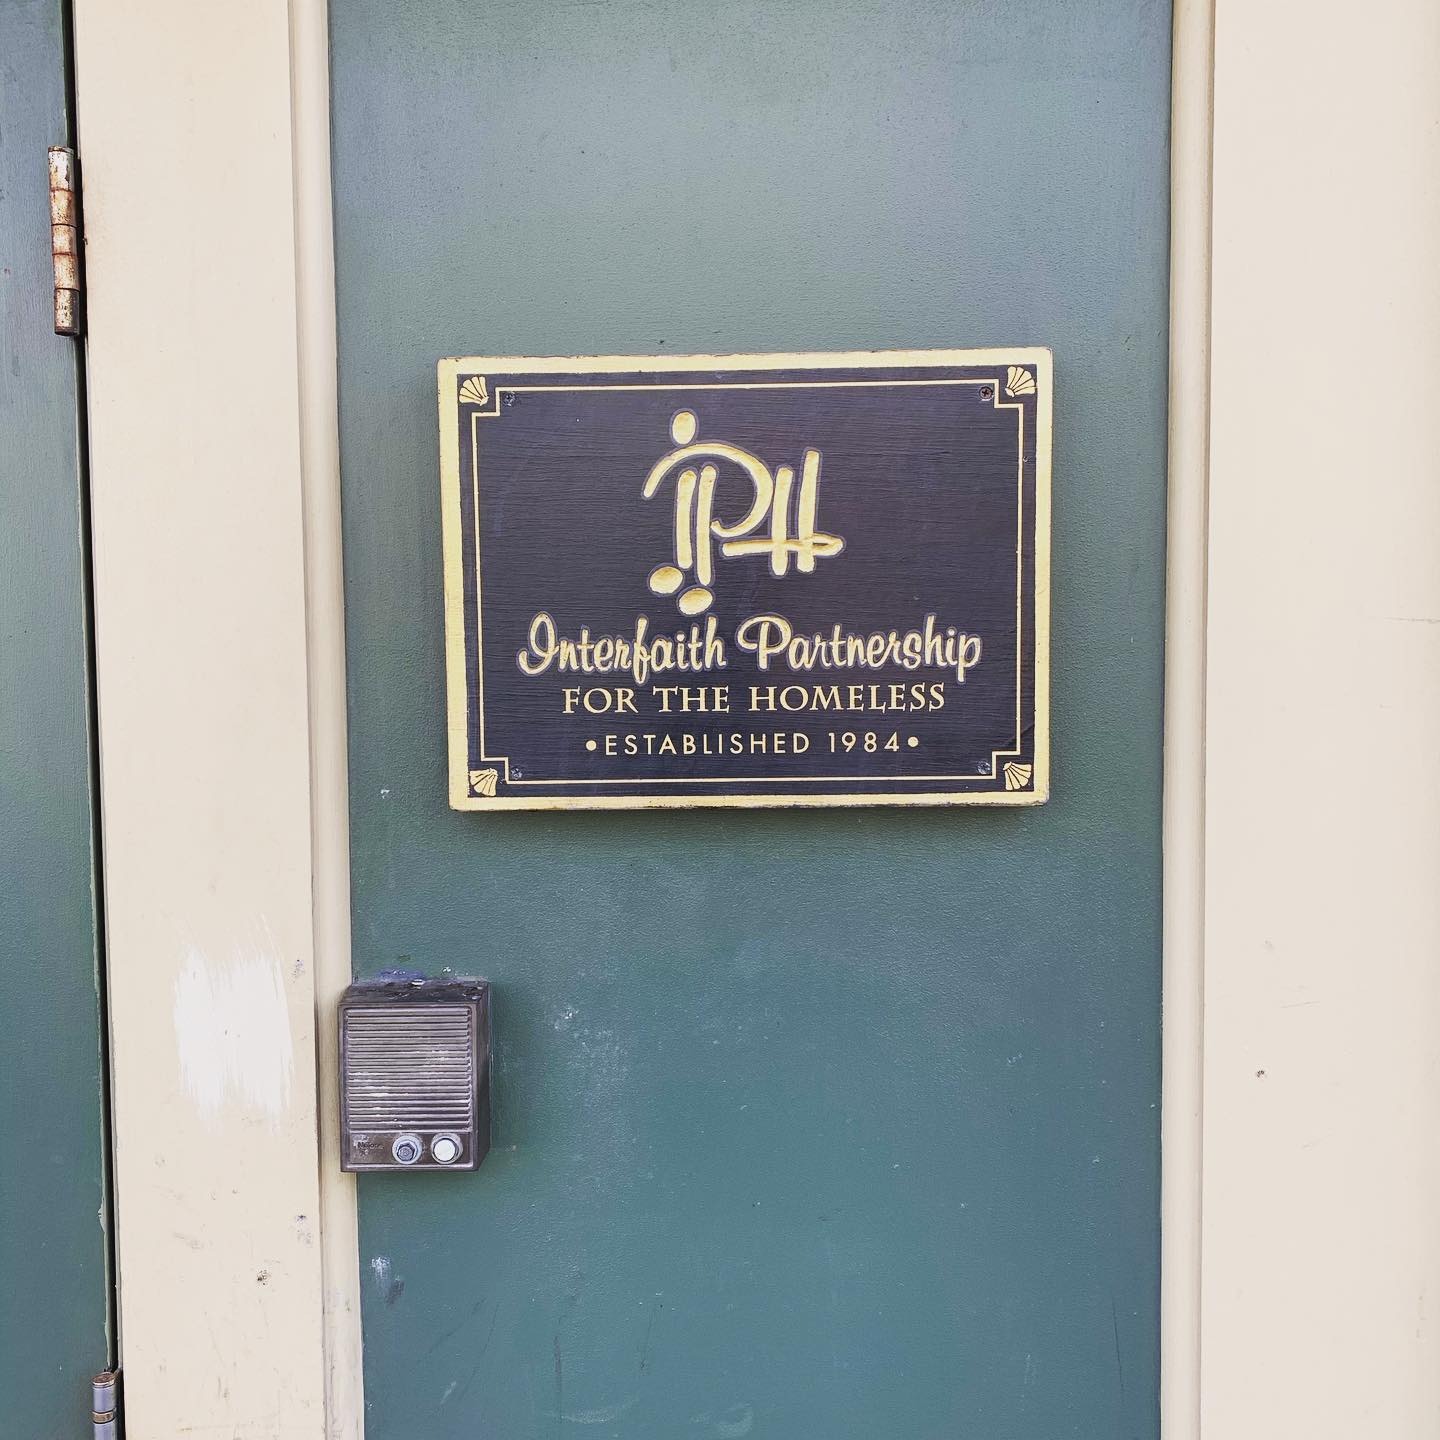 IPH
Interfaith Partnership
FOR THE HOMELESS
•ESTABLISHED 1984•